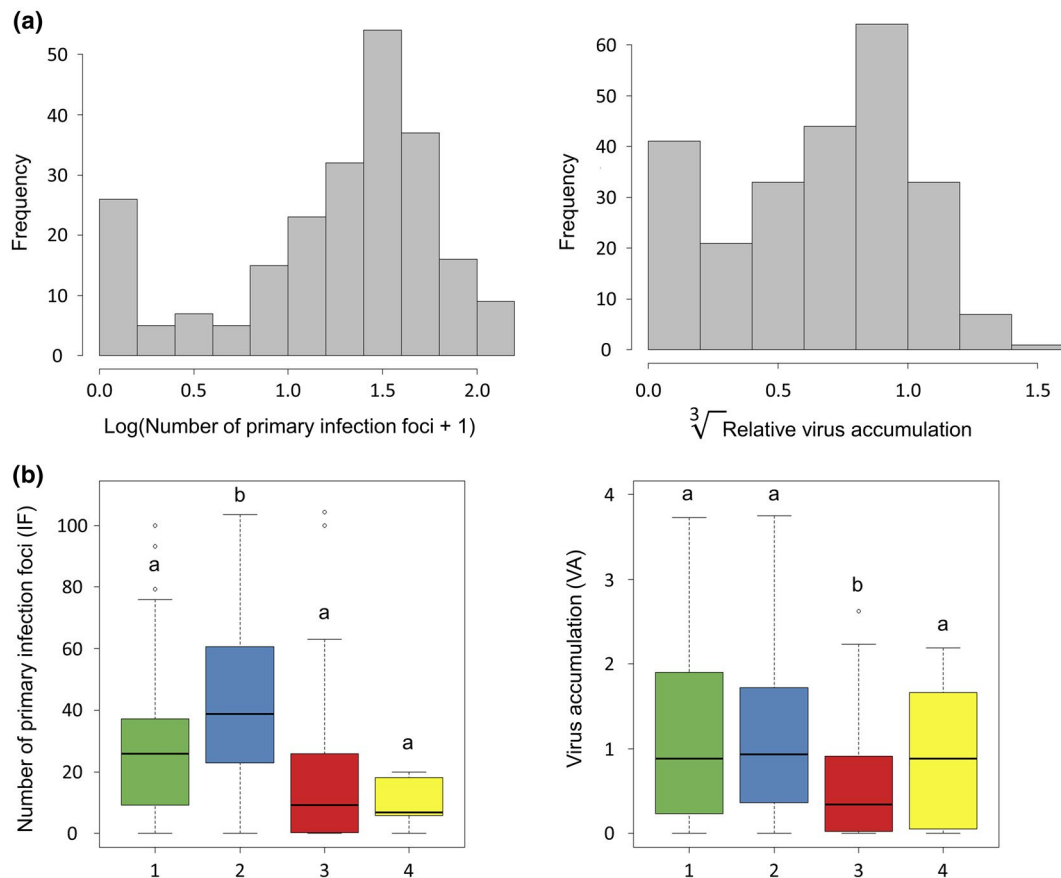 (a)
Frequency
50
40
30
20
10
0
0.0 0.5 1.0 1.5 2.0
Log(Number of primary infection foci + 1)
Frequency
60
50
40
30
20
10
0
0.0 0.5 1.0 1.5
3√Relative virus accumulation
(b)
Number of primary infection foci (IF)
100
80
60
40
20
0
a b a a
1 2 3 4
Virus accumulation (VA)
4
3
2
1
0
a a b a
1 2 3 4